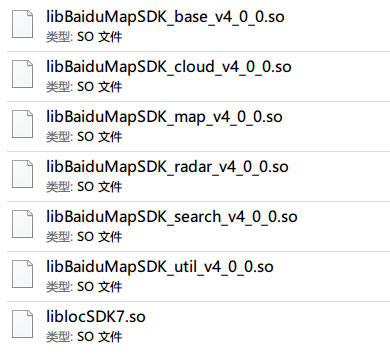 libBaiduMapSDK_base_v4_0_0.so
类型: SO 文件
libBaiduMapSDK_cloud_v4_0_0.so
类型: SO 文件
libBaiduMapSDK_map_v4_0_0.so
类型: SO 文件
libBaiduMapSDK_radar_v4_0_0.so
类型: SO 文件
libBaiduMapSDK_search_v4_0_0.so
类型: SO 文件
libBaiduMapSDK_util_v4_0_0.so
类型: SO 文件
liblocSDK7.so
类型: SO 文件